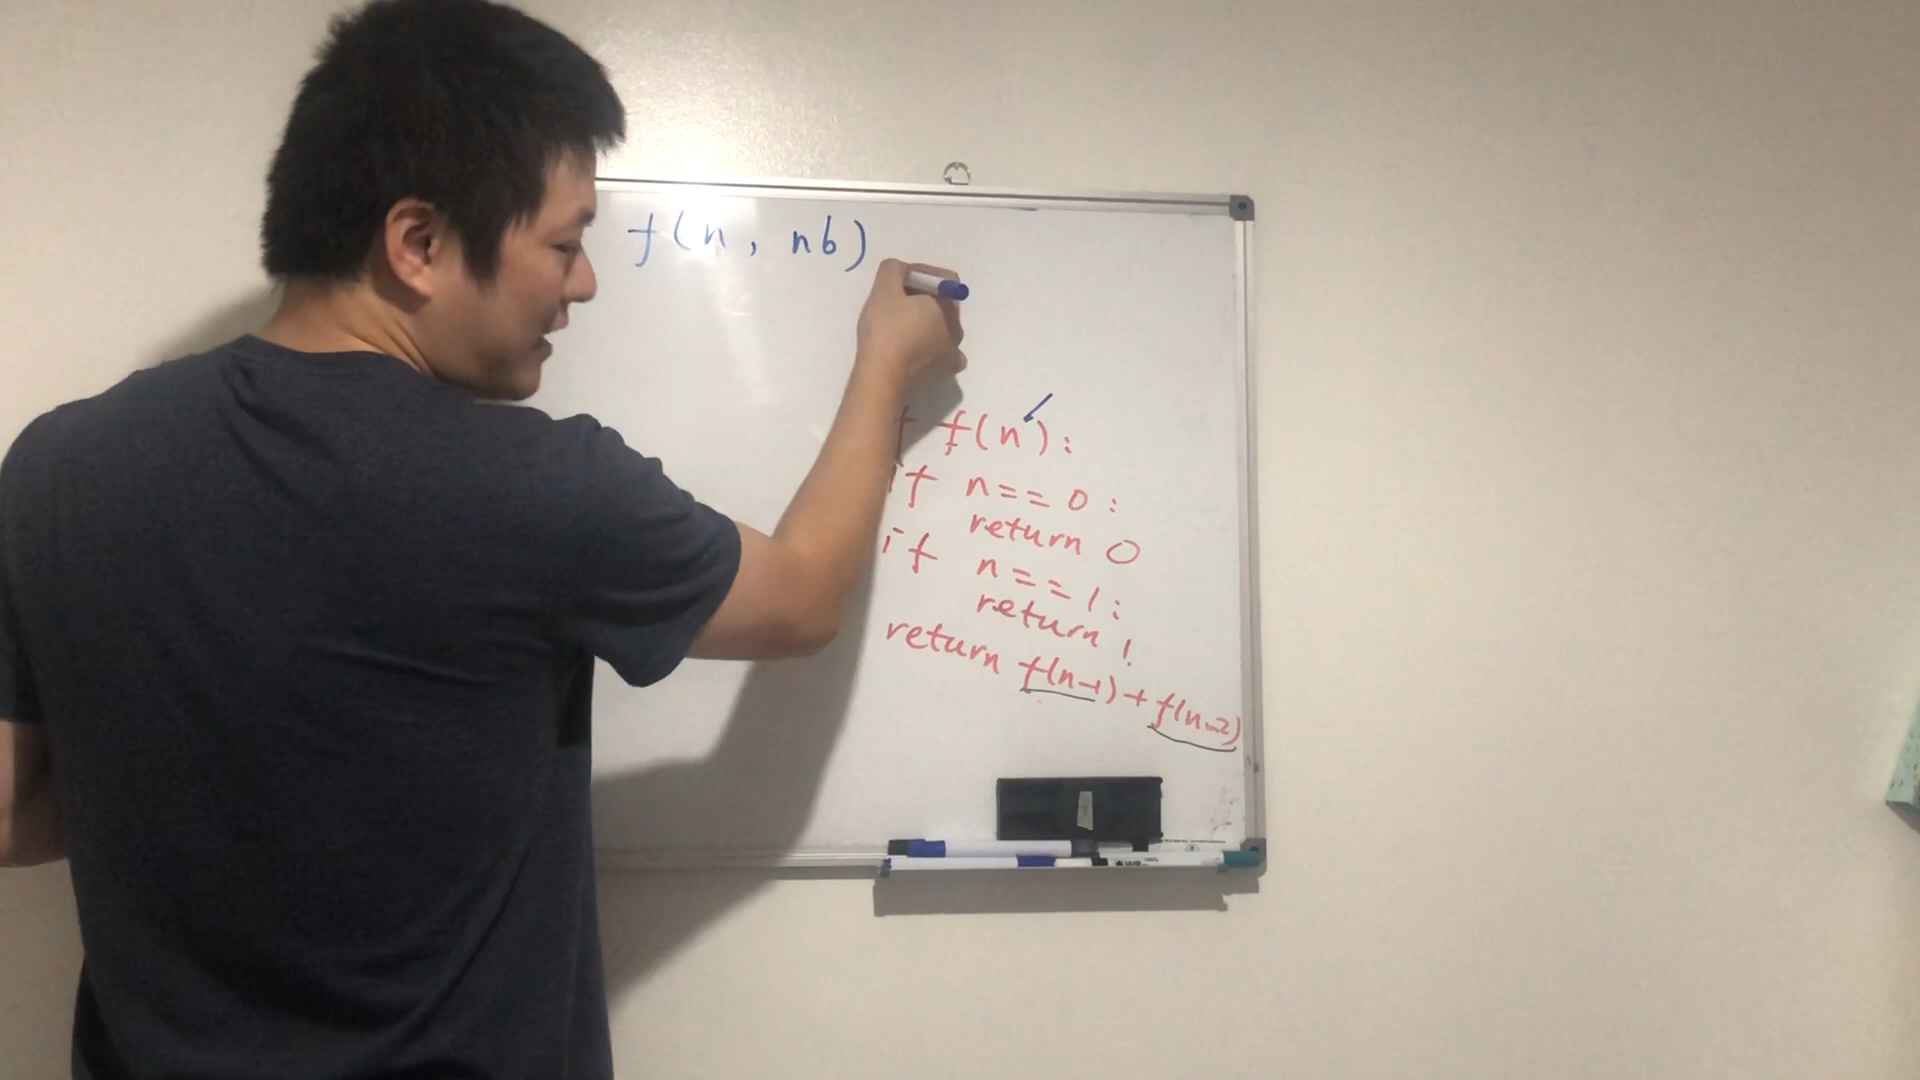 f(n, nb)
f f(n):
if n==0:
return 0
if n==1:
return 1
return f(n-1)+f(n-2)